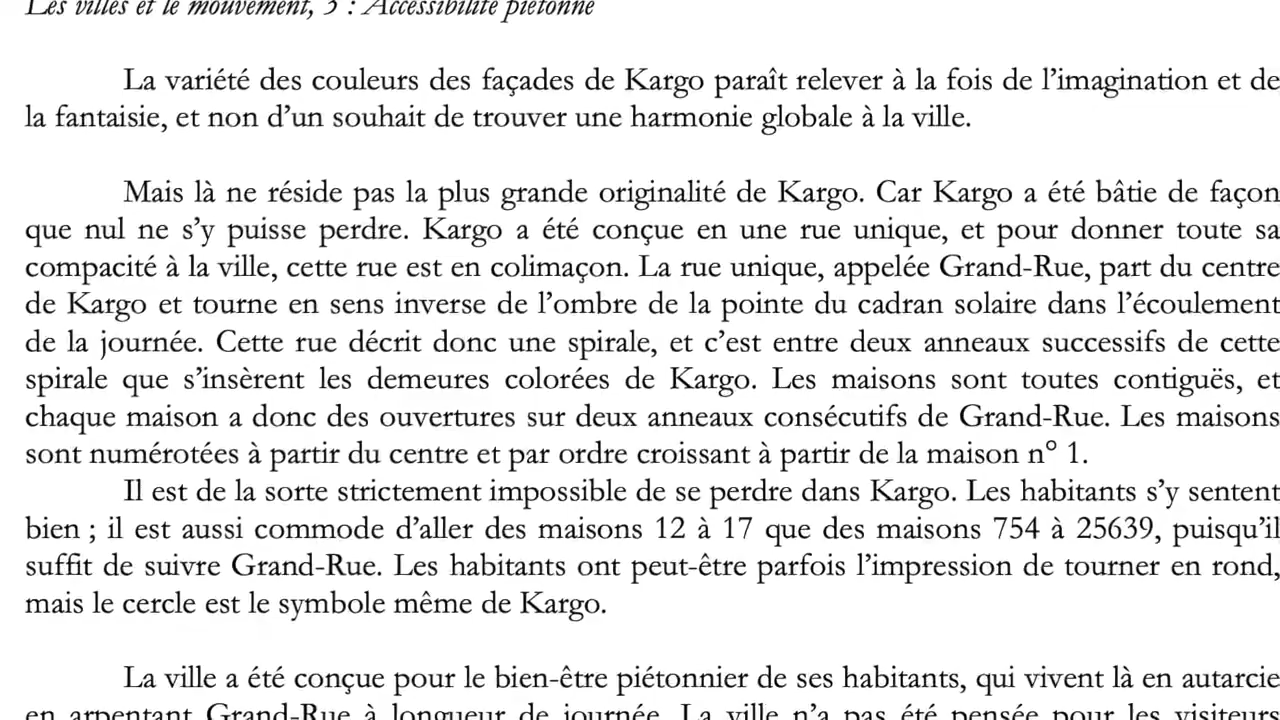 Les villes et le mouvement, 3 : Accessibilité piétonne
La variété des couleurs des façades de Kargo paraît relever à la fois de l’imagination et de
la fantaisie, et non d’un souhait de trouver une harmonie globale à la ville.
Mais là ne réside pas la plus grande originalité de Kargo. Car Kargo a été bâtie de façon
que nul ne s’y puisse perdre. Kargo a été conçue en une rue unique, et pour donner toute sa
compacité à la ville, cette rue est en colimaçon. La rue unique, appelée Grand-Rue, part du centre
de Kargo et tourne en sens inverse de l’ombre de la pointe du cadran solaire dans l’écoulement
de la journée. Cette rue décrit donc une spirale, et c’est entre deux anneaux successifs de cette
spirale que s’insèrent les demeures colorées de Kargo. Les maisons sont toutes contiguës, et
chaque maison a donc des ouvertures sur deux anneaux consécutifs de Grand-Rue. Les maisons
sont numérotées à partir du centre et par ordre croissant à partir de la maison n° 1.
Il est de la sorte strictement impossible de se perdre dans Kargo. Les habitants s’y sentent
bien ; il est aussi commode d’aller des maisons 12 à 17 que des maisons 754 à 25639, puisqu’il
suffit de suivre Grand-Rue. Les habitants ont peut-être parfois l’impression de tourner en rond,
mais le cercle est le symbole même de Kargo.
La ville a été conçue pour le bien-être piétonnier de ses habitants, qui vivent là en autarcie
en arpentant Grand-Rue à longueur de journée. La ville n’a pas été pensée pour les visiteurs